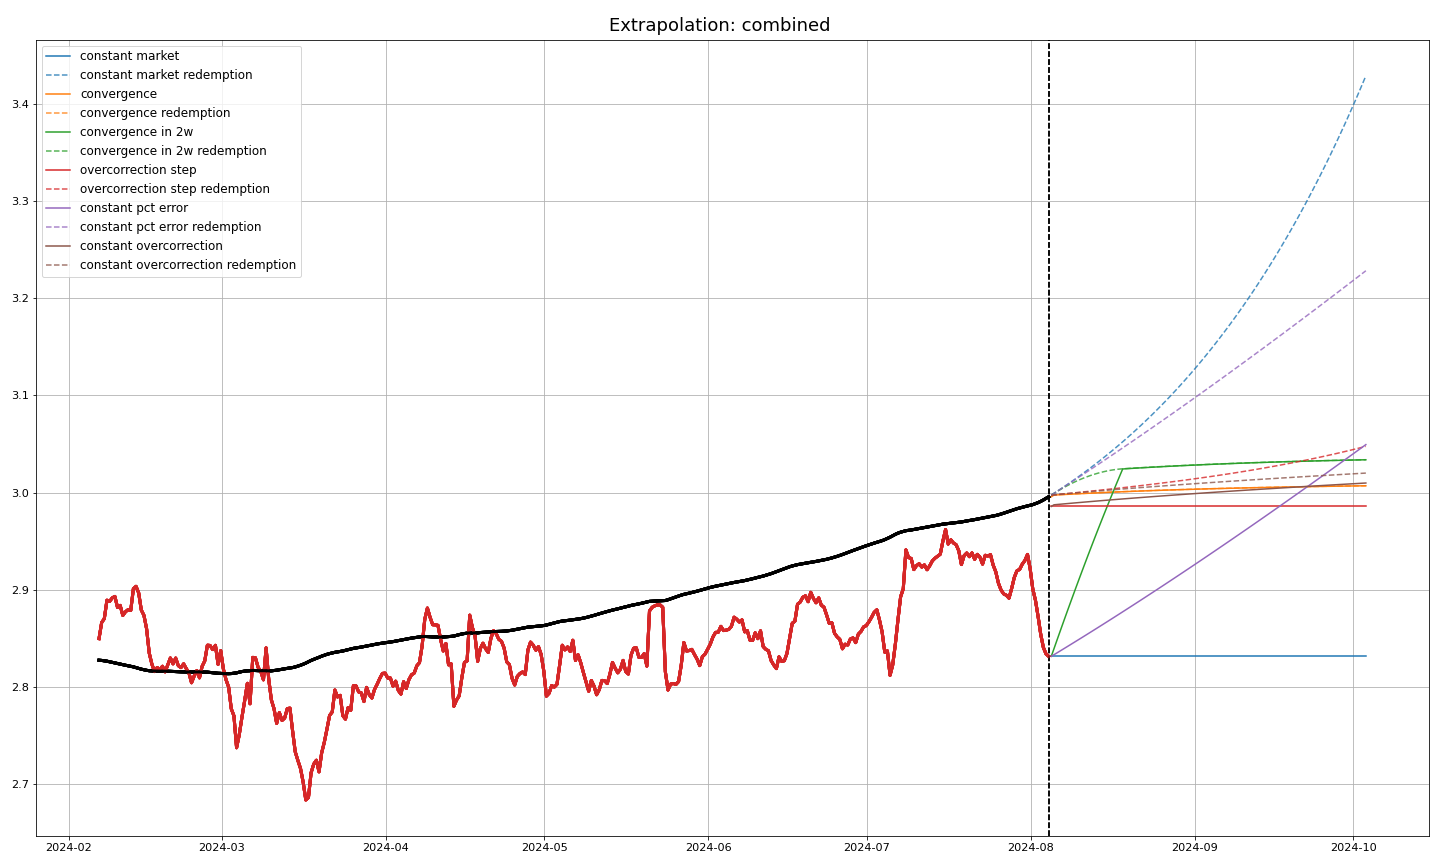 Extrapolation: combined
constant market
constant market redemption
convergence
convergence redemption
convergence in 2w
convergence in 2w redemption
overcorrection step
overcorrection step redemption
constant pct error
constant pct error redemption
constant overcorrection
constant overcorrection redemption
3.4
3.3
3.2
3.1
3.0
2.9
2.8
2.7
2024-02
2024-03
2024-04
2024-05
2024-06
2024-07
2024-08
2024-09
2024-10